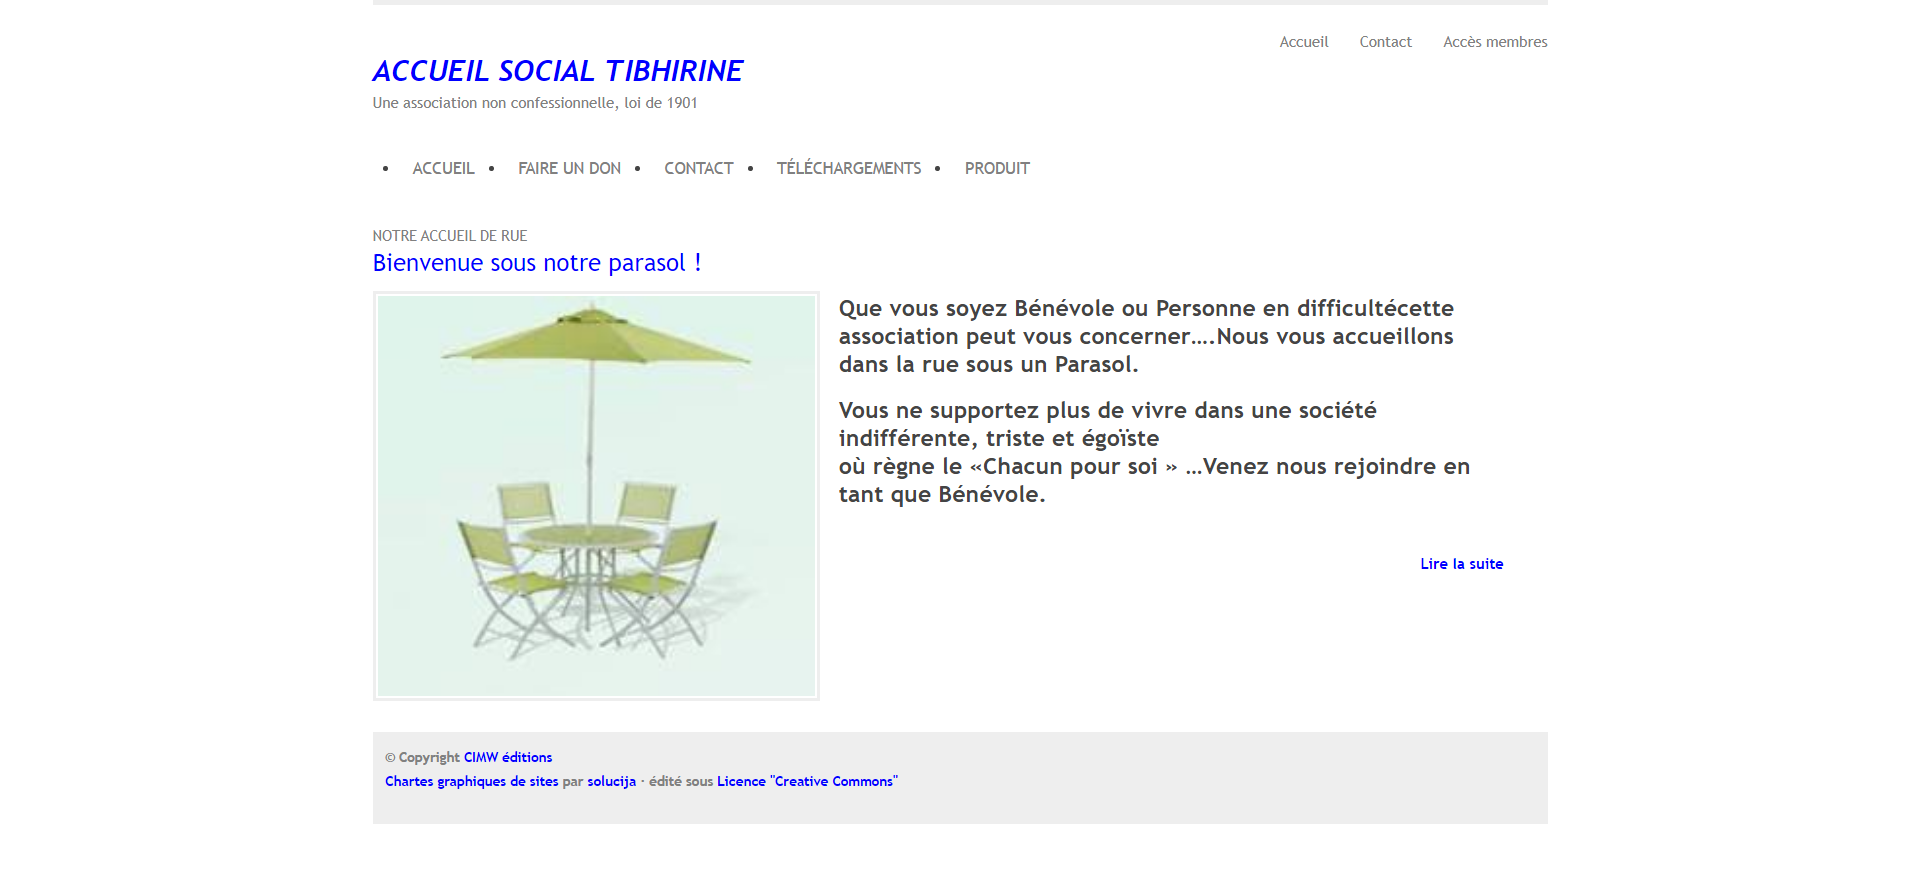 Accueil Contact Accès membres
ACCUEIL SOCIAL TIBHIRINE
Une association non confessionnelle, loi de 1901
• ACCUEIL • FAIRE UN DON • CONTACT • TÉLÉCHARGEMENTS • PRODUIT
NOTRE ACCUEIL DE RUE
Bienvenue sous notre parasol !
Que vous soyez Bénévole ou Personne en difficultécette
association peut vous concerner….Nous vous accueillons
dans la rue sous un Parasol.
Vous ne supportez plus de vivre dans une société
indifférente, triste et égoïste
où règne le «Chacun pour soi » …Venez nous rejoindre en
tant que Bénévole.
Lire la suite
© Copyright CIMW éditions
Chartes graphiques de sites par solucija · édité sous Licence "Creative Commons"